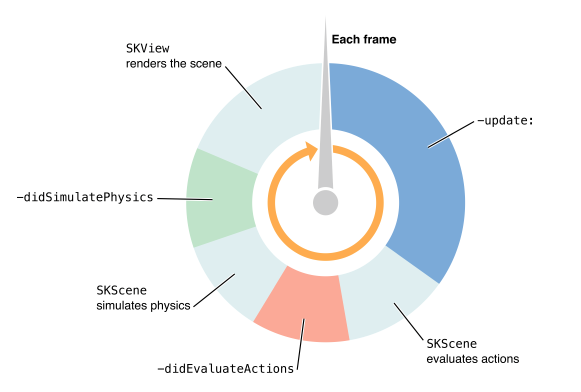 Each frame
-update:
SKScene
evaluates actions
-didEvaluateActions
SKScene
simulates physics
-didSimulatePhysics
SKView
renders the scene